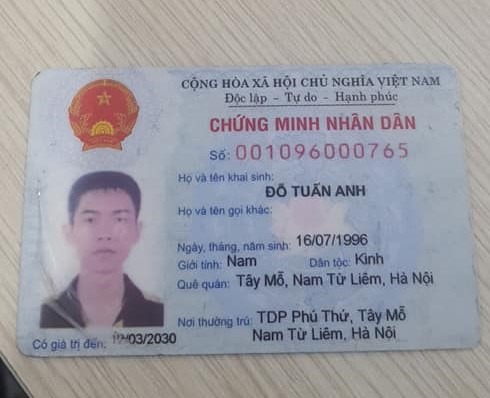 CỘNG HÒA XÃ HỘI CHỦ NGHĨA VIỆT NAM
Độc lập - Tự do - Hạnh phúc
CHỨNG MINH NHÂN DÂN
Số: 001096000765
Họ và tên khai sinh:
ĐỖ TUẤN ANH
Họ và tên gọi khác:
Ngày, tháng, năm sinh: 16/07/1996
Giới tính: Nam Dân tộc: Kinh
Quê quán: Tây Mỗ, Nam Từ Liêm, Hà Nội
Nơi thường trú: TDP Phú Thứ, Tây Mỗ
Nam Từ Liêm, Hà Nội
Có giá trị đến: /03/2030